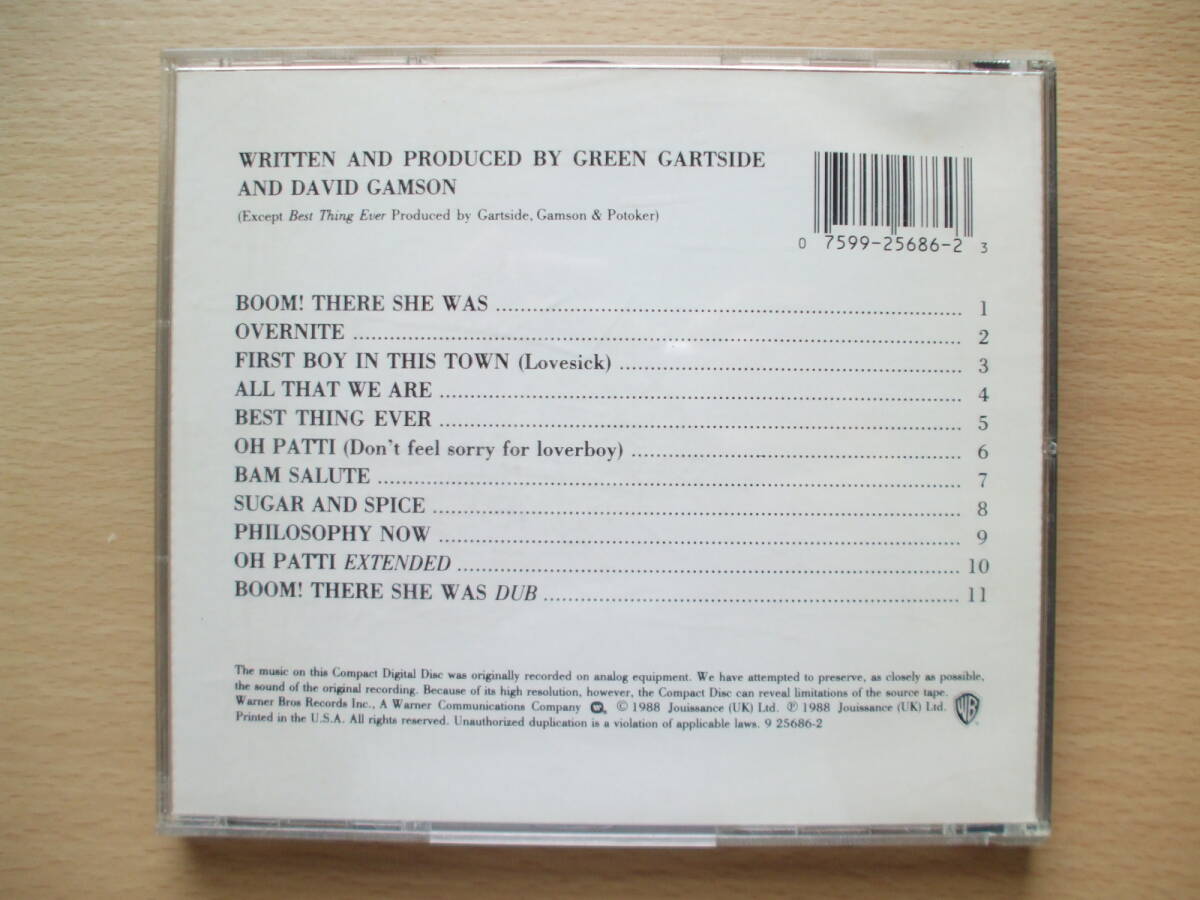 WRITTEN AND PRODUCED BY GREEN GARTSIDE
AND DAVID GAMSON
(Except Best Thing Ever Produced by Gartside, Gamson & Potoker)
0 7599-25686-2 3
BOOM! THERE SHE WAS ........ 1
OVERNITE ........ 2
FIRST BOY IN THIS TOWN (Lovesick) ........ 3
ALL THAT WE ARE ........ 4
BEST THING EVER ........ 5
OH PATTI (Don't feel sorry for loverboy) ........ 6
BAM SALUTE ........ 7
SUGAR AND SPICE ........ 8
PHILOSOPHY NOW ........ 9
OH PATTI EXTENDED ........ 10
BOOM! THERE SHE WAS DUB ........ 11
The music on this Compact Digital Disc was originally recorded on analog equipment. We have attempted to preserve, as closely as possible,
the sound of the original recording. Because of its high resolution, however, the Compact Disc can reveal limitations of the source tape.
Warner Bros Records Inc., A Warner Communications Company © 1988 Jouissance (UK) Ltd. ℗ 1988 Jouissance (UK) Ltd.
Printed in the U.S.A. All rights reserved. Unauthorized duplication is a violation of applicable laws. 9 25686-2
WB